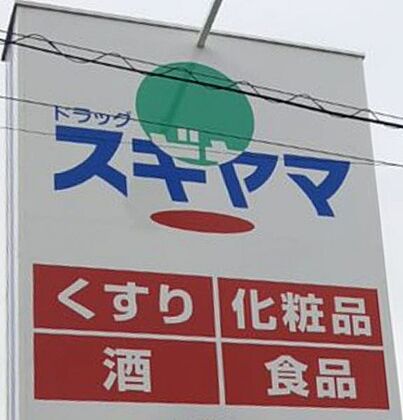 ドラッグ
スギヤマ
くすり 化粧品
酒 食品